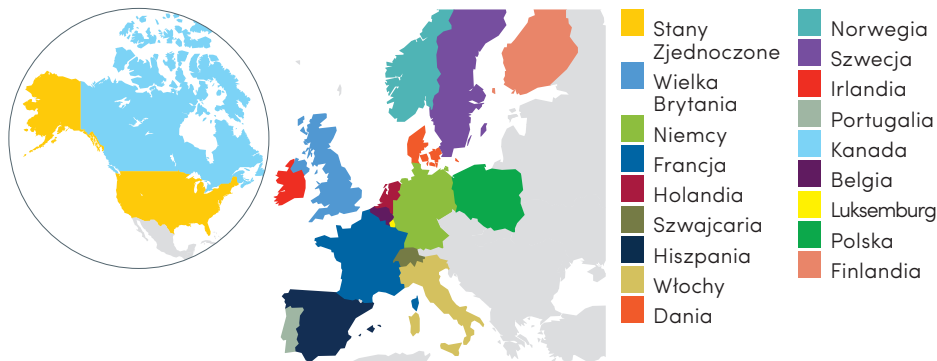 Stany
Zjednoczone
Wielka
Brytania
Niemcy
Francja
Holandia
Szwajcaria
Hiszpania
Włochy
Dania
Norwegia
Szwecja
Irlandia
Portugalia
Kanada
Belgia
Luksemburg
Polska
Finlandia